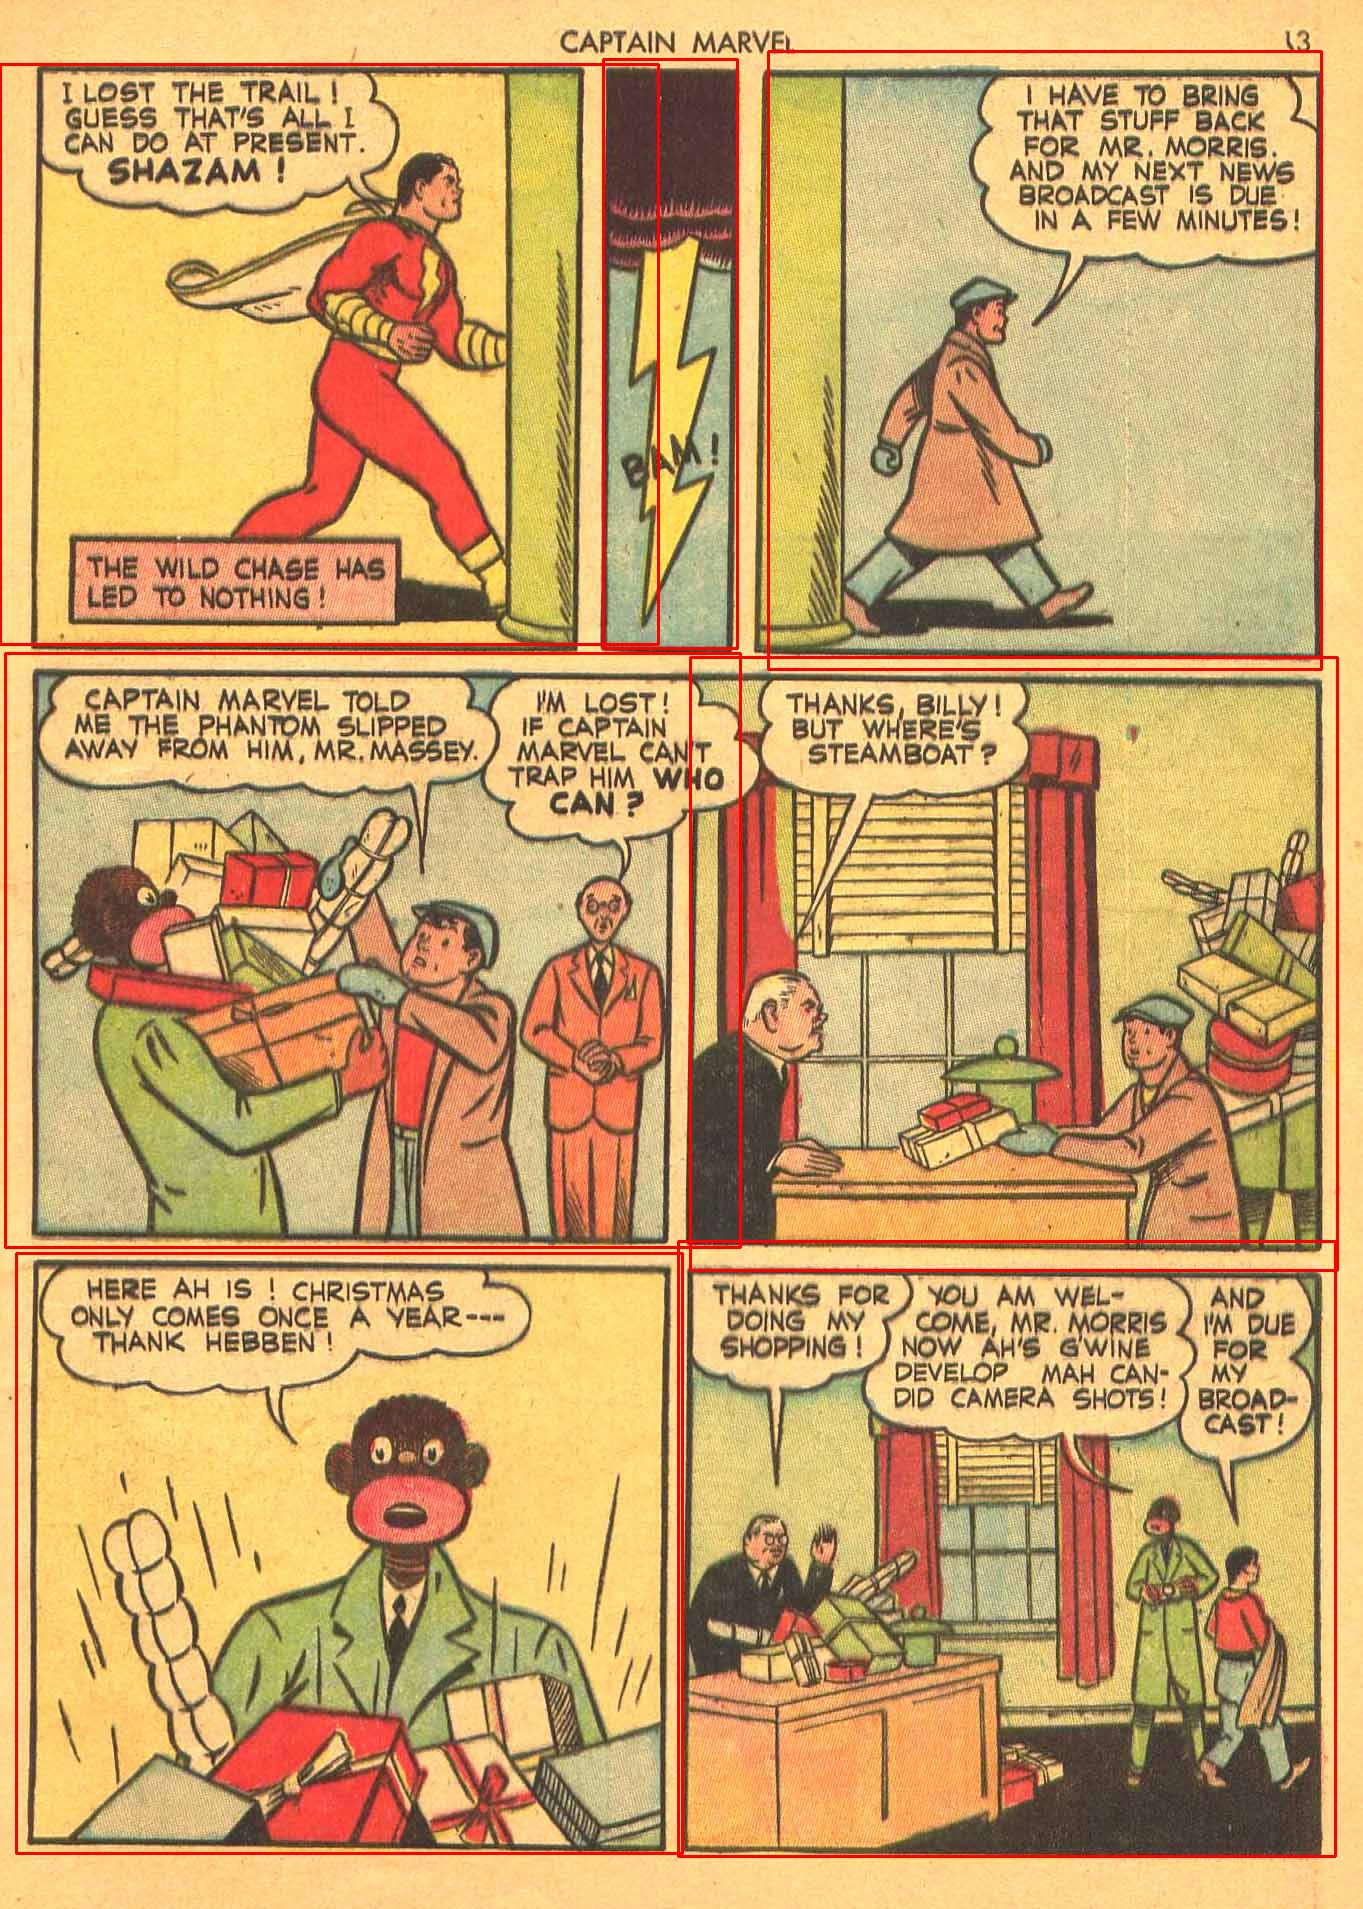 CAPTAIN MARVEL
13
I LOST THE TRAIL!
GUESS THAT'S ALL I
CAN DO AT PRESENT.
SHAZAM!
THE WILD CHASE HAS
LED TO NOTHING!
BAM!
I HAVE TO BRING
THAT STUFF BACK
FOR MR. MORRIS.
AND MY NEXT NEWS
BROADCAST IS DUE
IN A FEW MINUTES!
CAPTAIN MARVEL TOLD
ME THE PHANTOM SLIPPED
AWAY FROM HIM, MR. MASSEY.
I'M LOST!
IF CAPTAIN
MARVEL CAN'T
TRAP HIM WHO
CAN?
THANKS, BILLY!
BUT WHERE'S
STEAMBOAT?
HERE AH IS! CHRISTMAS
ONLY COMES ONCE A YEAR---
THANK HEBBEN!
THANKS FOR
DOING MY
SHOPPING!
YOU AM WEL-
COME, MR. MORRIS
NOW AH'S G'WINE
DEVELOP MAH CAN-
DID CAMERA SHOTS!
AND
I'M DUE
FOR
MY
BROAD-
CAST!